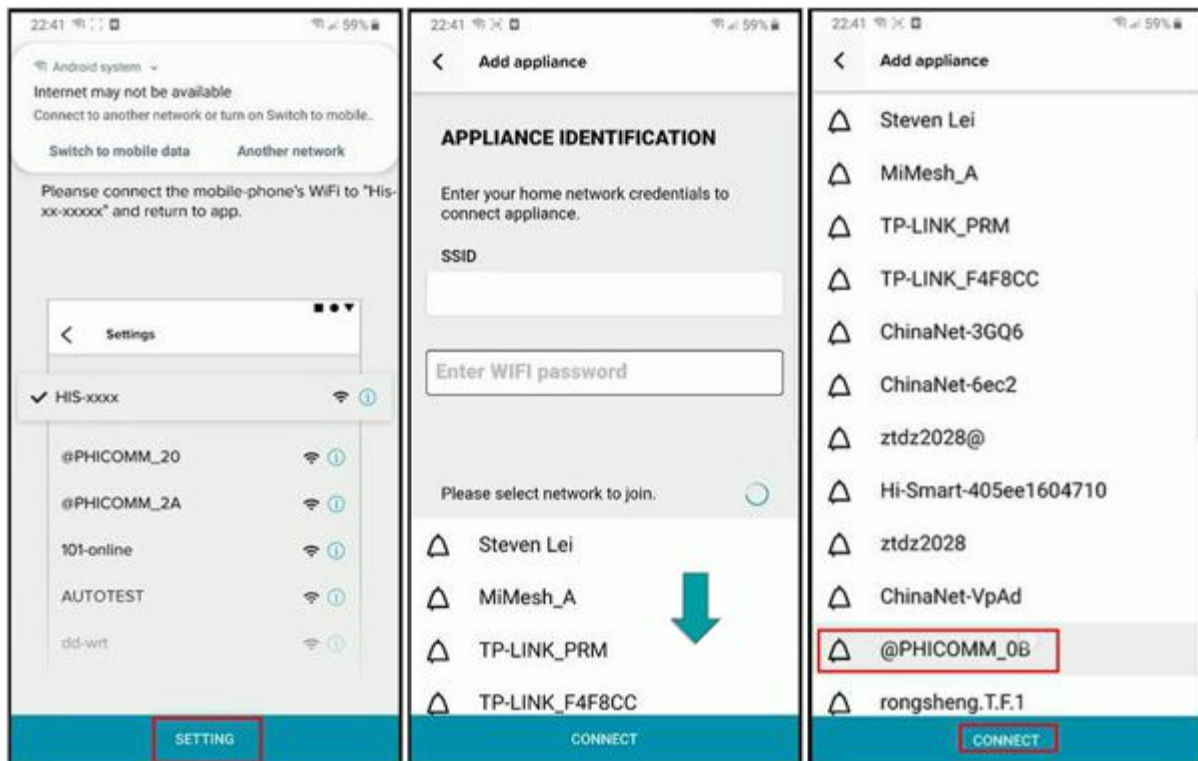 22:41
59%
Android system
Internet may not be available
Connect to another network or turn on Switch to mobile..
Switch to mobile data
Another network
Pleanse connect the mobile-phone's WiFi to "His-
xx-xxxxx" and return to app.
Settings
HIS-xxxx
@PHICOMM_20
@PHICOMM_2A
101-online
AUTOTEST
dd-wrt
SETTING
22:41
59%
Add appliance
APPLIANCE IDENTIFICATION
Enter your home network credentials to
connect appliance.
SSID
Enter WIFI password
Please select network to join.
Steven Lei
MiMesh_A
TP-LINK_PRM
TP-LINK_F4F8CC
CONNECT
22:41
59%
Add appliance
Steven Lei
MiMesh_A
TP-LINK_PRM
TP-LINK_F4F8CC
ChinaNet-3GQ6
ChinaNet-6ec2
ztdz2028@
Hi-Smart-405ee1604710
ztdz2028
ChinaNet-VpAd
@PHICOMM_0B
rongsheng.T.F.1
CONNECT